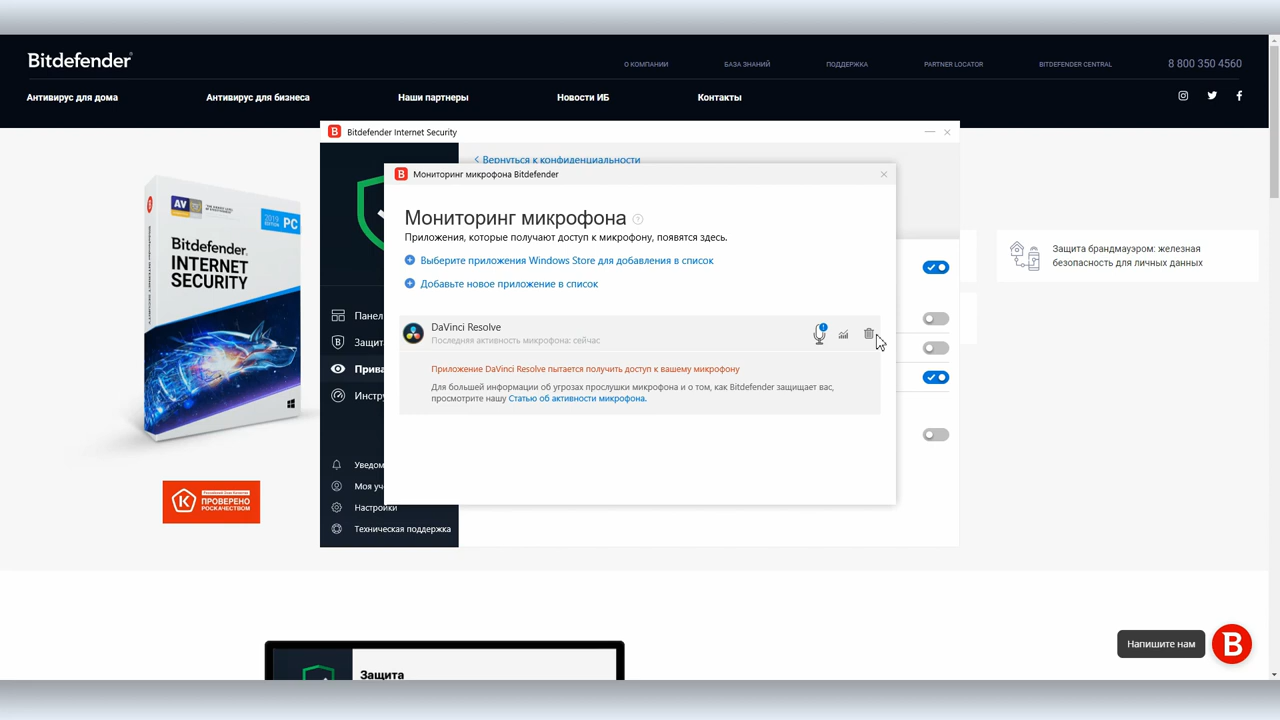 Bitdefender
О КОМПАНИИ
БАЗА ЗНАНИЙ
ПОДДЕРЖКА
PARTNER LOCATOR
BITDEFENDER CENTRAL
8 800 350 4560
Антивирус для дома
Антивирус для бизнеса
Наши партнеры
Новости ИБ
Контакты
B Bitdefender Internet Security
Вернуться к конфиденциальности
B Мониторинг микрофона Bitdefender
Мониторинг микрофона ?
Приложения, которые получают доступ к микрофону, появятся здесь.
Выберите приложения Windows Store для добавления в список
Добавьте новое приложение в список
DaVinci Resolve
Последняя активность микрофона: сейчас
Приложение DaVinci Resolve пытается получить доступ к вашему микрофону
Для большей информации об угрозах прослушки микрофона и о том, как Bitdefender защищает вас,
просмотрите нашу Статью об активности микрофона.
Панел
Защит
Прива
Инстру
Уведом
Моя уч
Настройки
Техническая поддержка
AV
2019
EDITION
PC
Bitdefender
INTERNET
SECURITY
ПРОВЕРЕНО
РОСКАЧЕСТВОМ
Защита брандмауэром: железная
безопасность для личных данных
Напишите нам
B
Защита